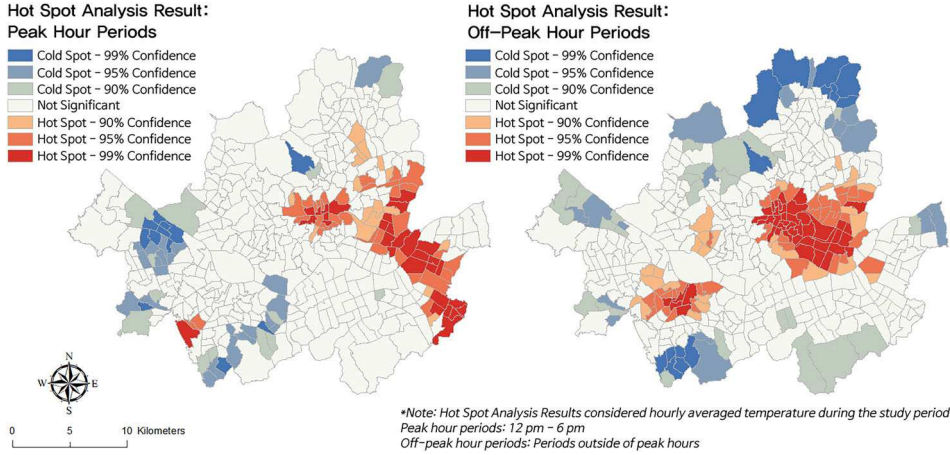 Hot Spot Analysis Result:
Peak Hour Periods
Cold Spot – 99% Confidence
Cold Spot – 95% Confidence
Cold Spot – 90% Confidence
Not Significant
Hot Spot – 90% Confidence
Hot Spot – 95% Confidence
Hot Spot – 99% Confidence
Hot Spot Analysis Result:
Off–Peak Hour Periods
Cold Spot – 99% Confidence
Cold Spot – 95% Confidence
Cold Spot – 90% Confidence
Not Significant
Hot Spot – 90% Confidence
Hot Spot – 95% Confidence
Hot Spot – 99% Confidence
N
W E
S
0 5 10 Kilometers
*Note: Hot Spot Analysis Results considered hourly averaged temperature during the study period
Peak hour periods: 12 pm – 6 pm
Off–peak hour periods: Periods outside of peak hours